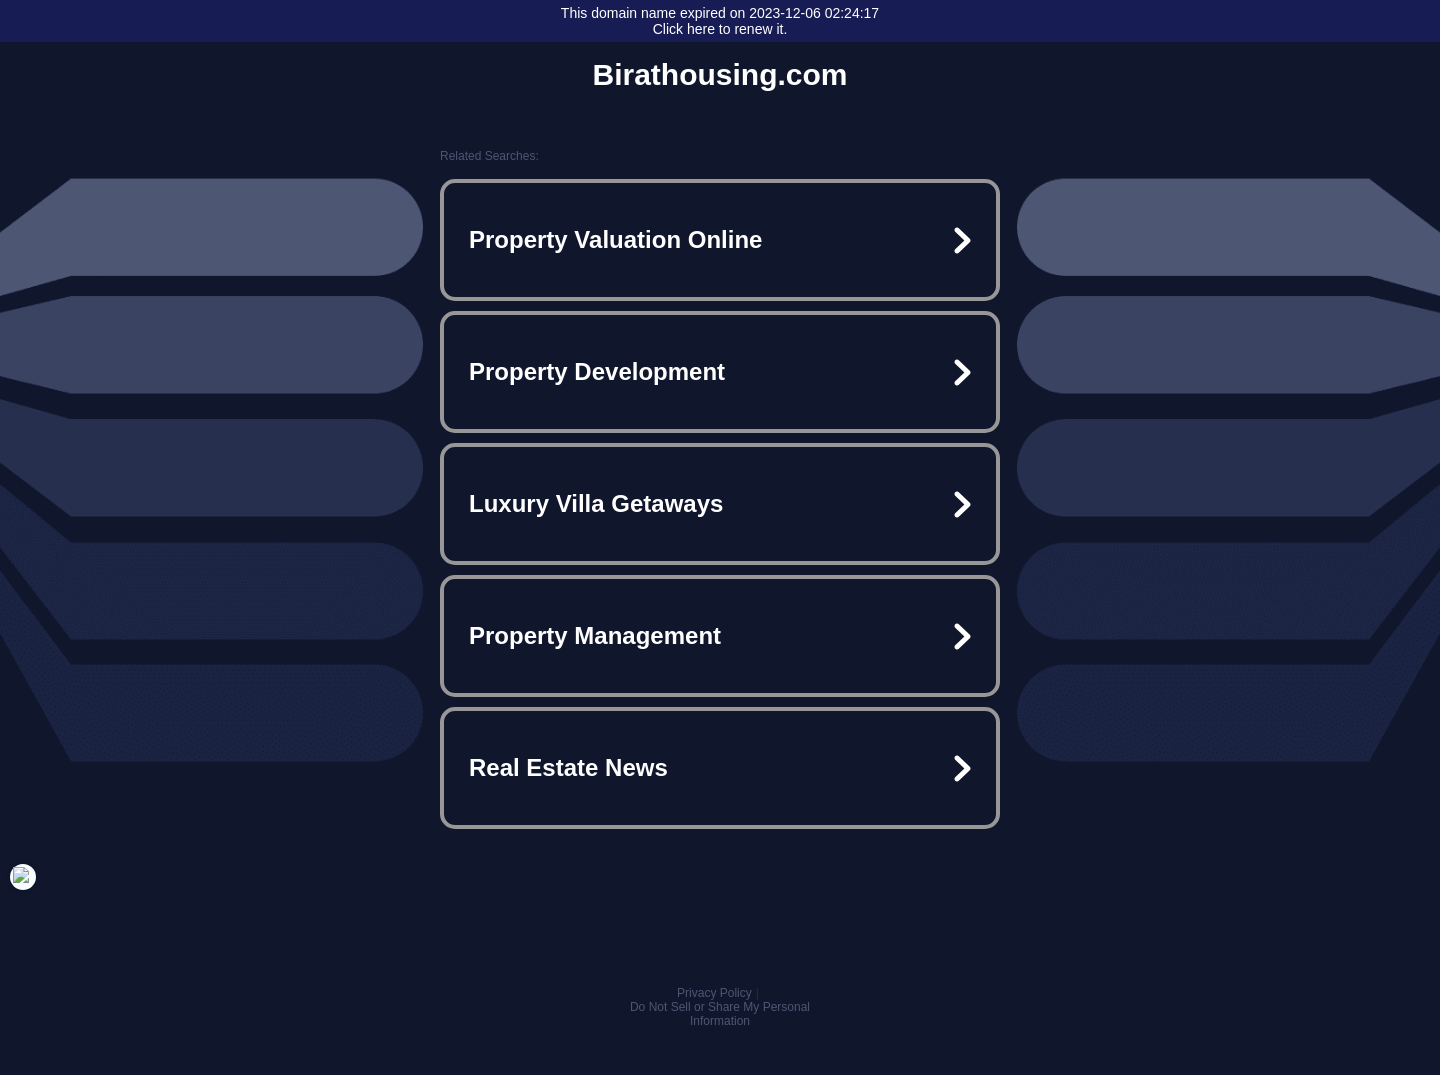 This domain name expired on 2023-12-06 02:24:17
Click here to renew it.
Birathousing.com
Related Searches:
Property Valuation Online
Property Development
Luxury Villa Getaways
Property Management
Real Estate News
Privacy Policy |
Do Not Sell or Share My Personal
Information